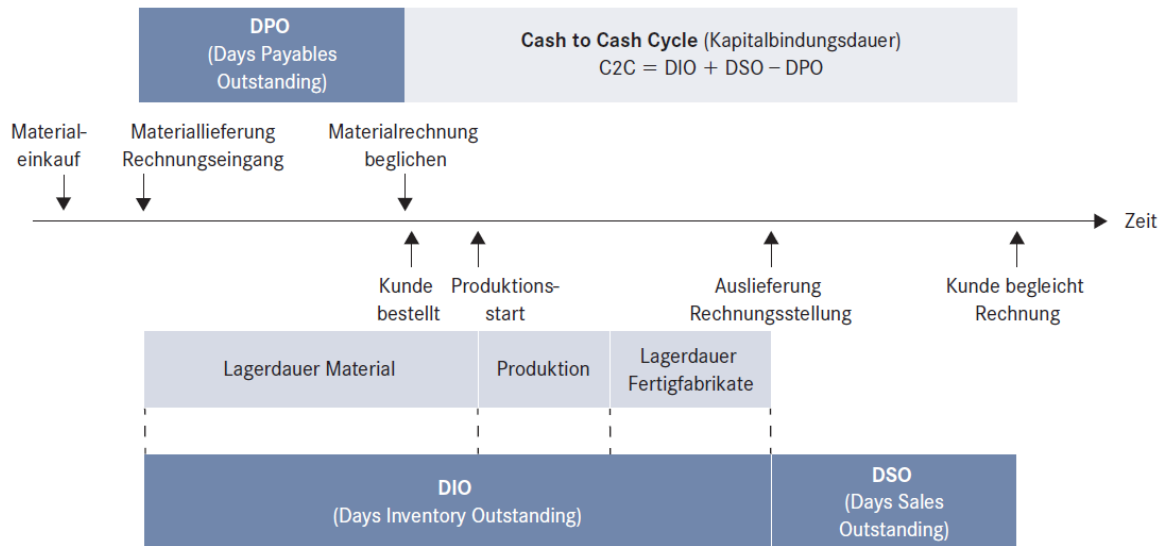 DPO
(Days Payables
Outstanding)
Cash to Cash Cycle (Kapitalbindungsdauer)
C2C = DIO + DSO – DPO
Material-
einkauf
Materiallieferung
Rechnungseingang
Materialrechnung
beglichen
Zeit
Kunde
bestellt
Produktions-
start
Auslieferung
Rechnungsstellung
Kunde begleicht
Rechnung
Lagerdauer Material
Produktion
Lagerdauer
Fertigfabrikate
DIO
(Days Inventory Outstanding)
DSO
(Days Sales
Outstanding)